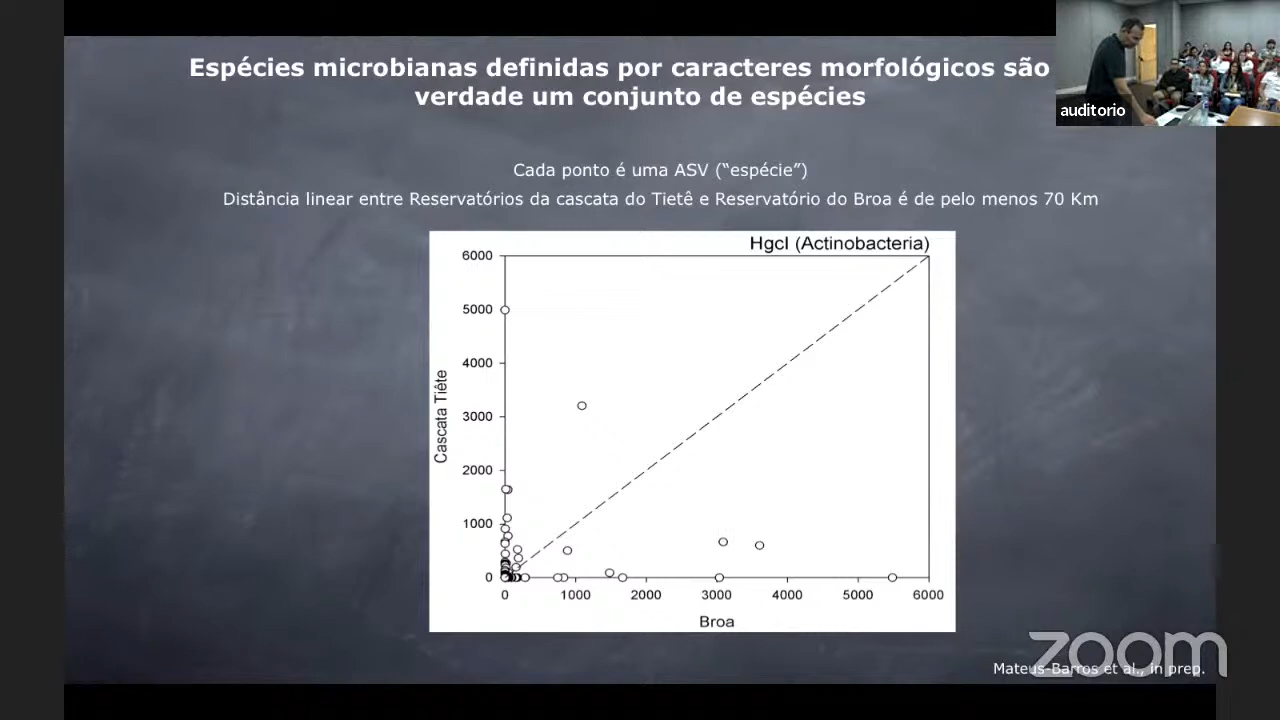 Espécies microbianas definidas por caracteres morfológicos são
verdade um conjunto de espécies
auditorio
Cada ponto é uma ASV (“espécie”)
Distância linear entre Reservatórios da cascata do Tietê e Reservatório do Broa é de pelo menos 70 Km
HgcI (Actinobacteria)
6000
5000
4000
3000
2000
1000
0
Cascata Tiête
0 1000 2000 3000 4000 5000 6000
Broa
zoom
Mateus-Barros et al., in prep.